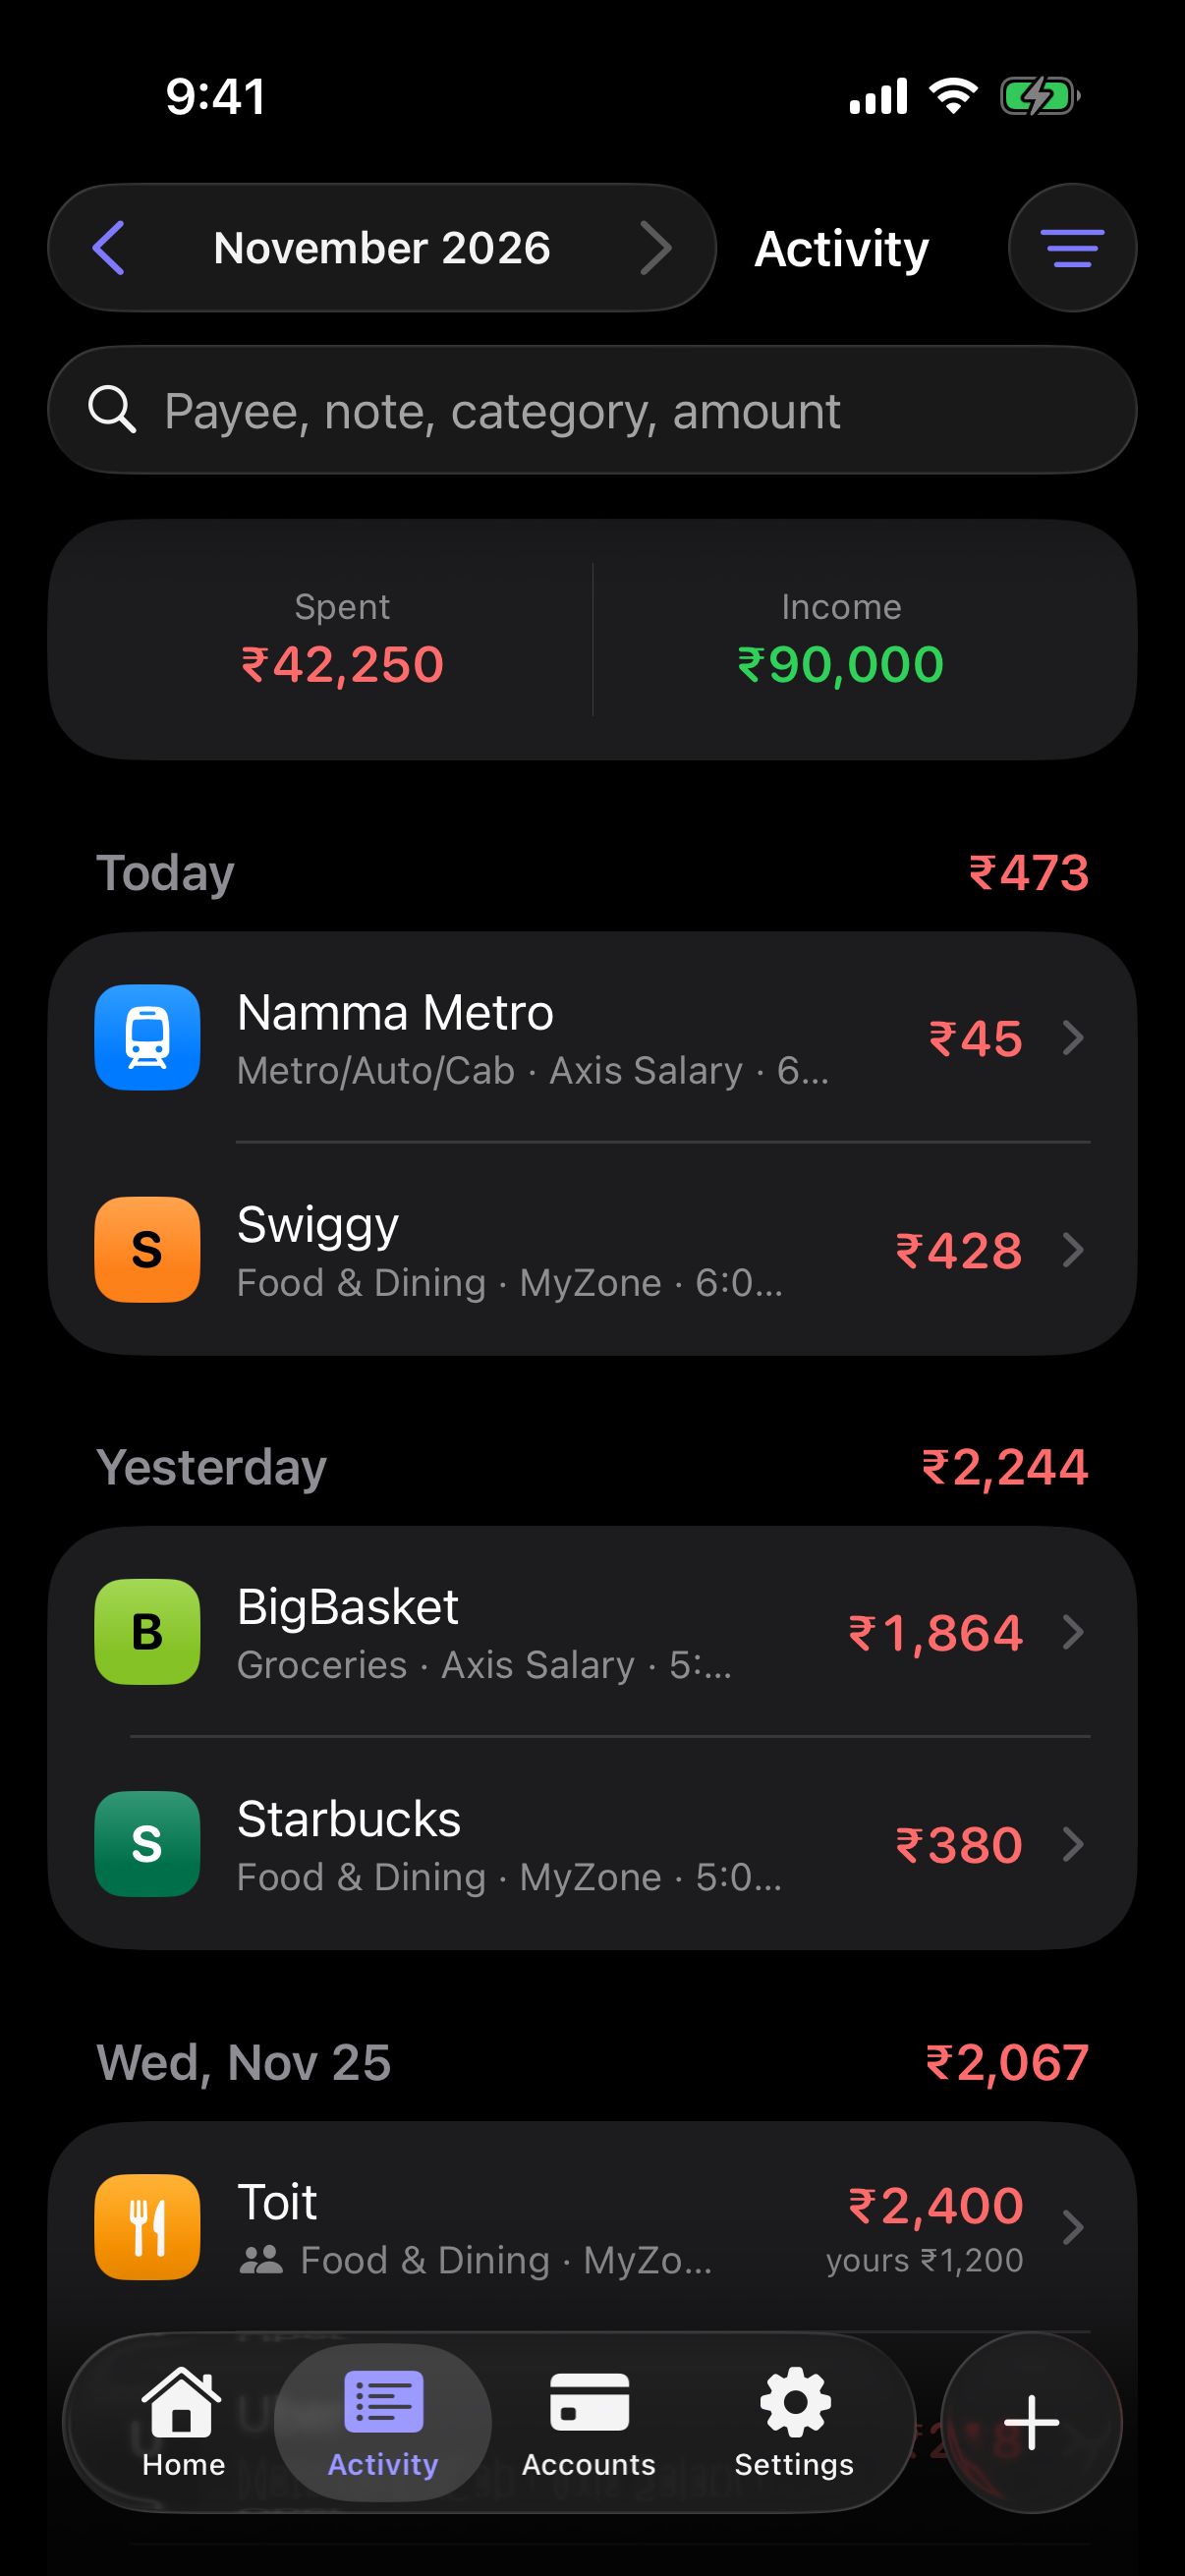 9:41
November 2026
Activity
Payee, note, category, amount
Spent
₹42,250
Income
₹90,000
Today
₹473
Namma Metro
Metro/Auto/Cab · Axis Salary · 6...
₹45
S
Swiggy
Food & Dining · MyZone · 6:0...
₹428
Yesterday
₹2,244
B
BigBasket
Groceries · Axis Salary · 5:...
₹1,864
S
Starbucks
Food & Dining · MyZone · 5:0...
₹380
Wed, Nov 25
₹2,067
Toit
Food & Dining · MyZo...
₹2,400
yours ₹1,200
Home
Activity
Accounts
Settings